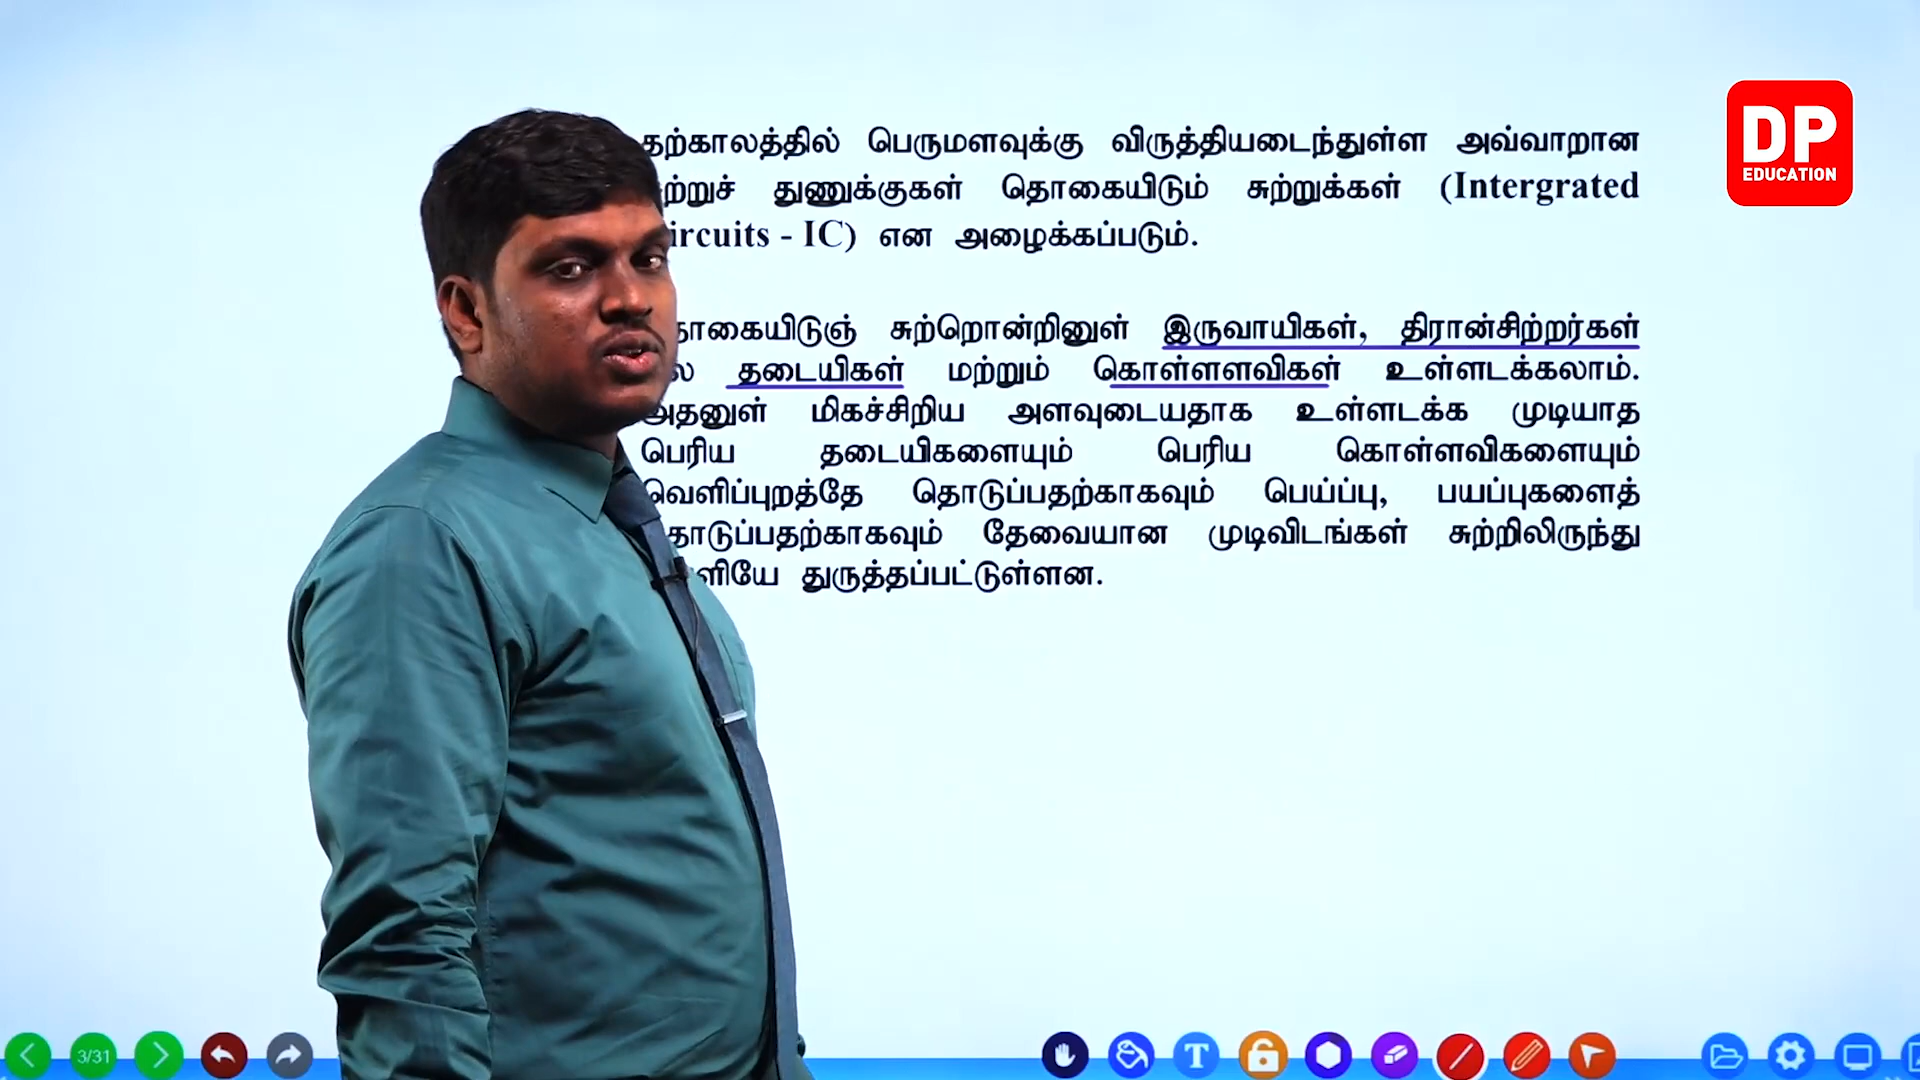 தற்காலத்தில் பெருமளவுக்கு விருத்தியடைந்துள்ள அவ்வாறான
துணுக்குகள் தொகையிடும் சுற்றுக்கள் (Intergrated
ircuits - IC) என அழைக்கப்படும்.
சுற்றொன்றினுள் இருவாயிகள், திரான்சிற்றர்கள்
தடையிகள் மற்றும் கொள்ளளவிகள் உள்ளடக்கலாம்.
அதனுள் மிகச்சிறிய அளவுடையதாக உள்ளடக்க முடியாத
பெரிய தடையிகளையும் பெரிய கொள்ளவிகளையும்
வெளிப்புறத்தே தொடுப்பதற்காகவும் பெய்ப்பு, பயப்புகளைத்
தேவையான முடிவிடங்கள் சுற்றிலிருந்து
துருத்தப்பட்டுள்ளன.
DP
EDUCATION
3/31
T